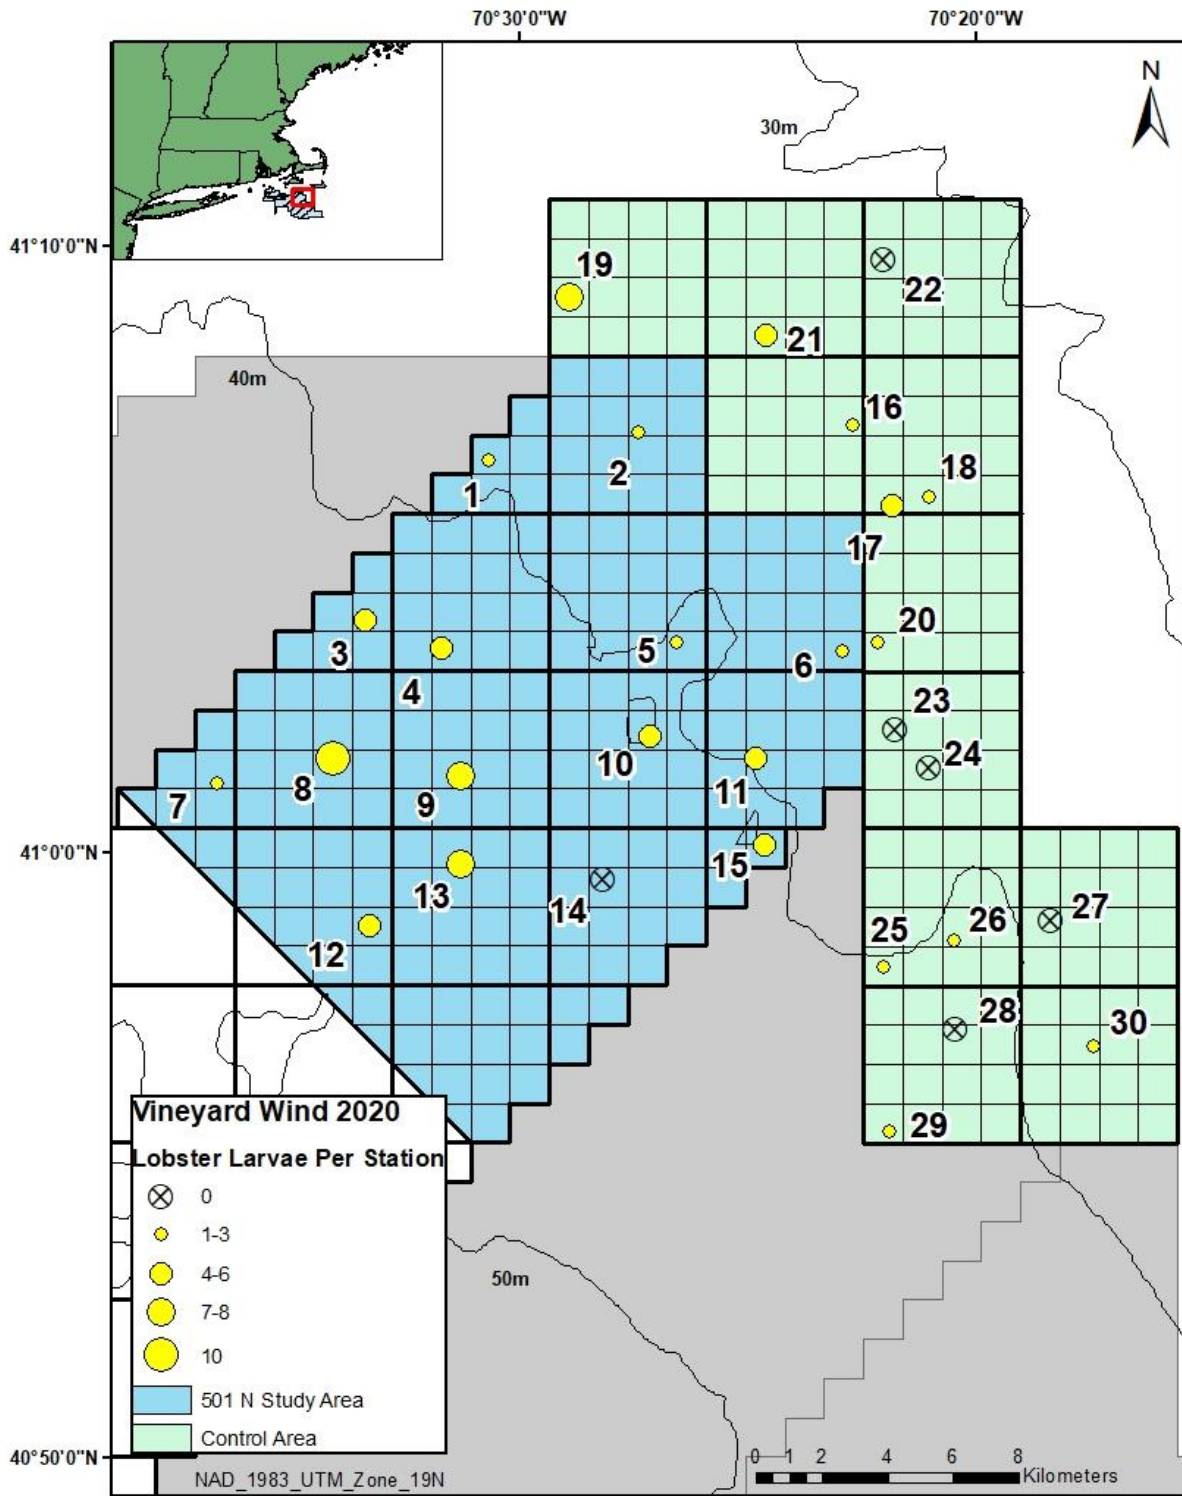 70°30'0"W
70°20'0"W
N
30m
41°10'0"N
19
22
21
40m
16
18
2
1
17
20
5
3
6
4
23
24
10
8
11
9
7
41°0'0"N
15
13
14
27
26
25
12
28
30
29
Vineyard Wind 2020
Lobster Larvae Per Station
0
1-3
4-6
7-8
10
501 N Study Area
Control Area
50m
40°50'0"N
0 1 2 4 6 8
Kilometers
NAD_1983_UTM_Zone_19N